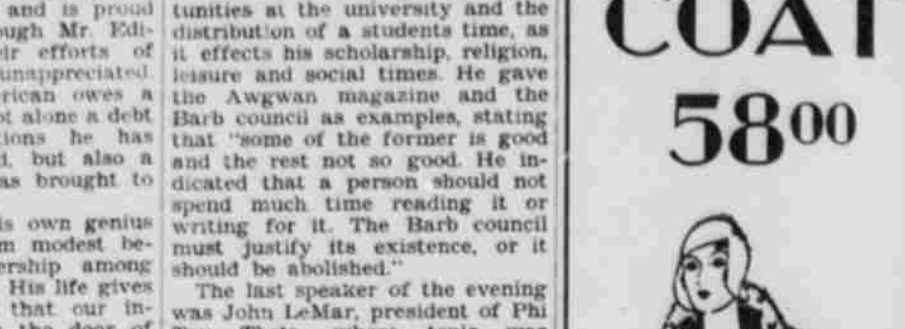 and is proud
ough Mr. Edi-
eir efforts of
unappreciated.
rican owes a
ot alone a debt
tions he has
d, but also a
as brought to
is own genius
m modest be-
ership among
His life gives
that our in-
the door of
tunities at the university and the
distribution of a students time, as
it effects his scholarship, religion,
leisure and social times. He gave
the Awgwan magazine and the
Barb council as examples, stating
that "some of the former is good
and the rest not so good. He in-
dicated that a person should not
spend much time reading it or
writing for it. The Barb council
must justify its existence, or it
should be abolished."
The last speaker of the evening
was John LeMar, president of Phi
COAT
5800